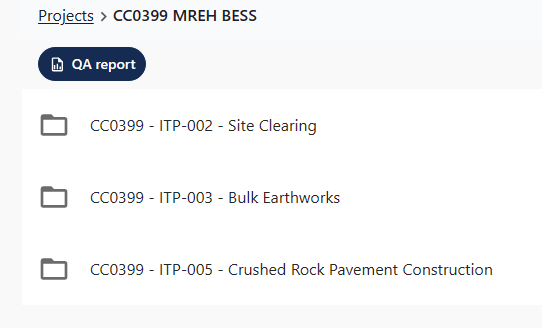 Projects > CC0399 MREH BESS
QA report
CC0399 - ITP-002 - Site Clearing
CC0399 - ITP-003 - Bulk Earthworks
CC0399 - ITP-005 - Crushed Rock Pavement Construction